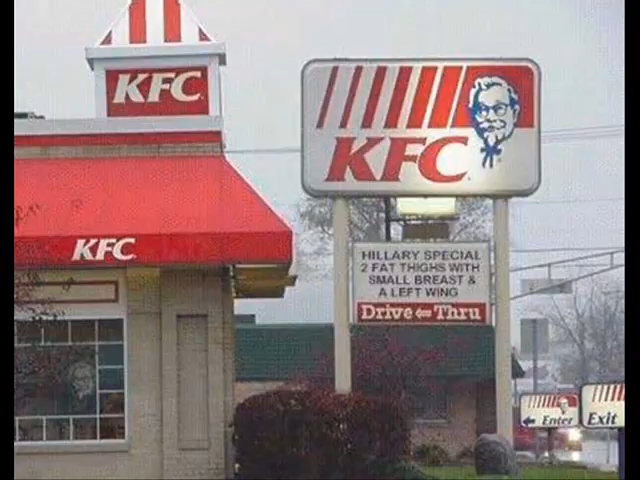 KFC
KFC
KFC
HILLARY SPECIAL
2 FAT THIGHS WITH
SMALL BREAST &
A LEFT WING
Drive Thru
Enter
Exit